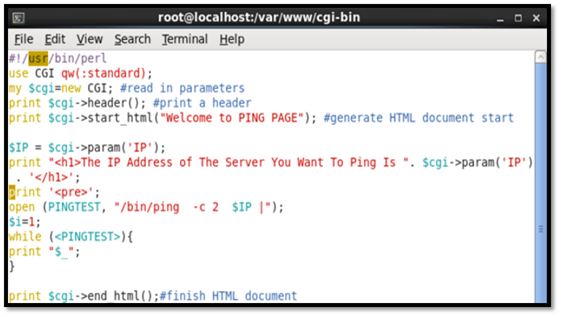 root@localhost:/var/www/cgi-bin
File Edit View Search Terminal Help
#!/usr/bin/perl
use CGI qw(:standard);
my $cgi=new CGI; #read in parameters
print $cgi->header(); #print a header
print $cgi->start_html("Welcome to PING PAGE"); #generate HTML document start
$IP = $cgi->param('IP');
print "<h1>The IP Address of The Server You Want To Ping Is ". $cgi->param('IP')
. '</h1>';
print '<pre>';
open (PINGTEST, "/bin/ping  -c 2  $IP |");
$i=1;
while (<PINGTEST>){
print "$_";
}
print $cgi->end_html();#finish HTML document